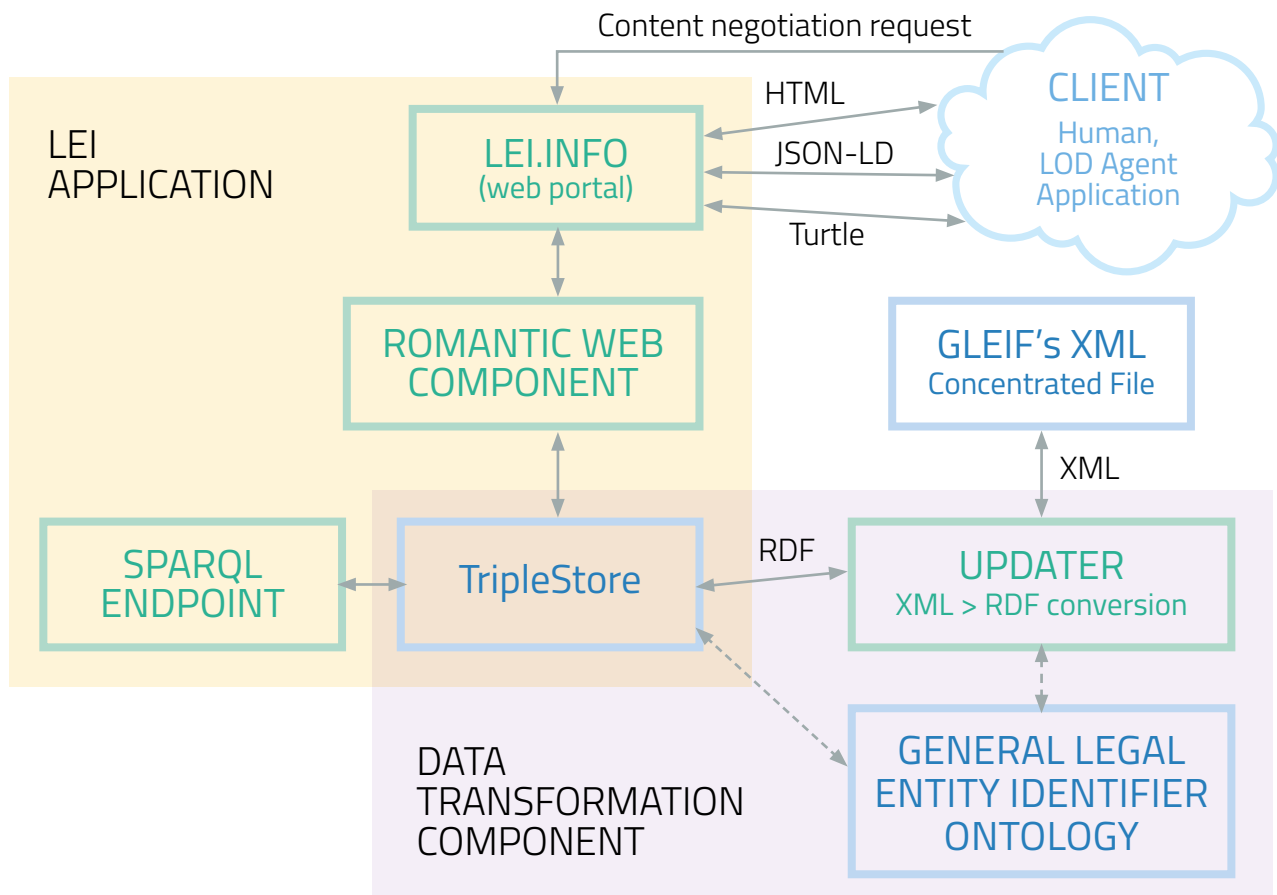 Content negotiation request
LEI
APPLICATION
LEI.INFO
(web portal)
HTML
JSON-LD
Turtle
CLIENT
Human,
LOD Agent
Application
ROMANTIC WEB
COMPONENT
GLEIF's XML
Concentrated File
XML
SPARQL
ENDPOINT
TripleStore
RDF
UPDATER
XML > RDF conversion
DATA
TRANSFORMATION
COMPONENT
GENERAL LEGAL
ENTITY IDENTIFIER
ONTOLOGY